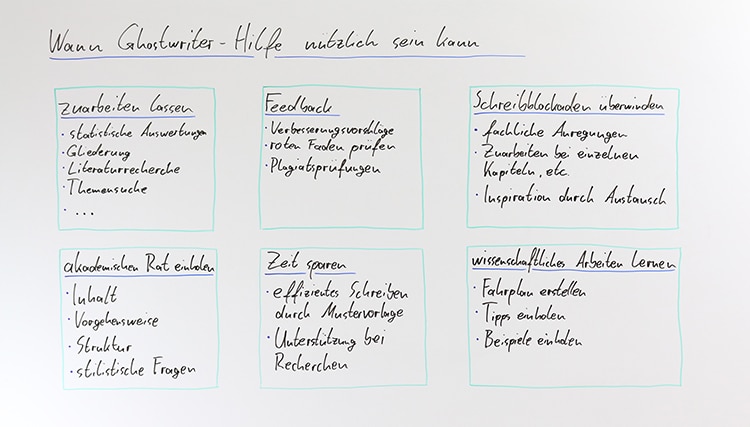 Wann Ghostwriter-Hilfe nützlich sein kann
zuarbeiten lassen
· statistische Auswertungen
· Gliederung
· Literaturrecherche
· Themensuche
· ...
Feedback
· Verbesserungsvorschläge
· roten Faden prüfen
· Plagiatsprüfungen
Schreibblockaden überwinden
· fachliche Anregungen
· Zuarbeiten bei einzelnen
Kapiteln, etc.
· Inspiration durch Austausch
akademischen Rat einholen
· Inhalt
· Vorgehensweise
· Struktur
· stilistische Fragen
Zeit sparen
· effizientes Schreiben
durch Mustervorlage
· Unterstützung bei
Recherchen
wissenschaftliches Arbeiten lernen
· Fahrplan erstellen
· Tipps einholen
· Beispiele einholen